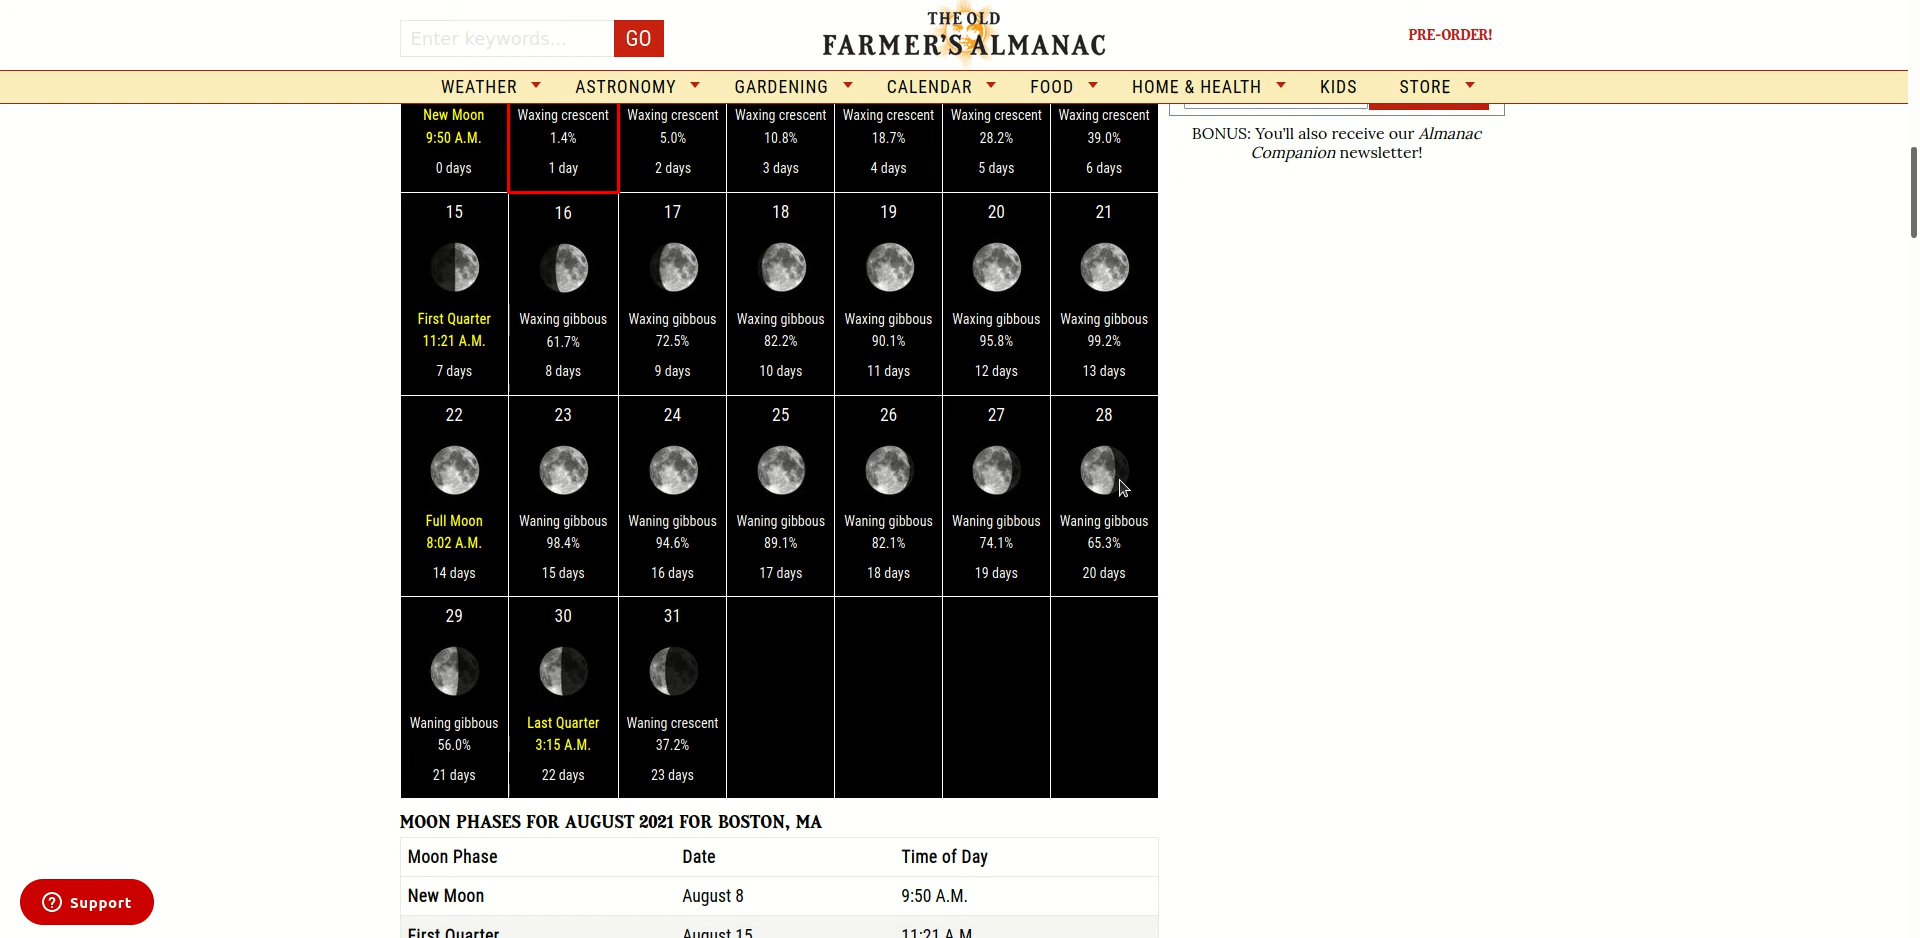 Enter keywords...
GO
THE OLD
FARMER'S ALMANAC
PRE-ORDER!
WEATHER ASTRONOMY GARDENING CALENDAR FOOD HOME & HEALTH KIDS STORE
New Moon Waxing crescent Waxing crescent Waxing crescent Waxing crescent Waxing crescent Waxing crescent
9:50 A.M. 1.4% 5.0% 10.8% 18.7% 28.2% 39.0%
0 days 1 day 2 days 3 days 4 days 5 days 6 days
BONUS: You'll also receive our Almanac
Companion newsletter!
15 16 17 18 19 20 21
First Quarter Waxing gibbous Waxing gibbous Waxing gibbous Waxing gibbous Waxing gibbous Waxing gibbous
11:21 A.M. 61.7% 72.5% 82.2% 90.1% 95.8% 99.2%
7 days 8 days 9 days 10 days 11 days 12 days 13 days
22 23 24 25 26 27 28
Full Moon Waning gibbous Waning gibbous Waning gibbous Waning gibbous Waning gibbous Waning gibbous
8:02 A.M. 98.4% 94.6% 89.1% 82.1% 74.1% 65.3%
14 days 15 days 16 days 17 days 18 days 19 days 20 days
29 30 31
Waning gibbous Last Quarter Waning crescent
56.0% 3:15 A.M. 37.2%
21 days 22 days 23 days
MOON PHASES FOR AUGUST 2021 FOR BOSTON, MA
Moon Phase Date Time of Day
New Moon August 8 9:50 A.M.
First Quarter August 15 11:21 A.M.
Support